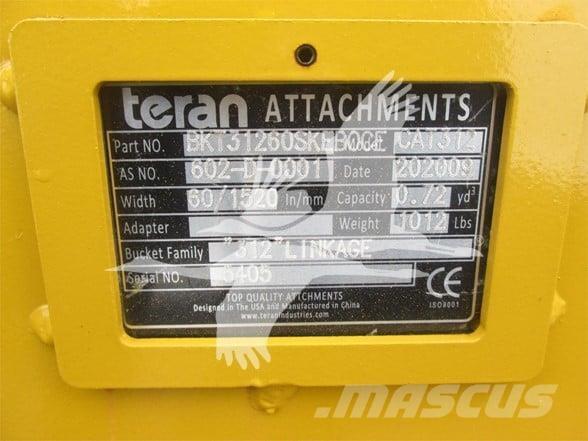 teran ATTACHMENTS
Part NO. BKT31260SKEBOCE Model CAT312
AS NO. 602-D-0001 Date 202009
Width 60/1520 in/mm Capacity 0.72 yd³
Adapter Weight 1012 Lbs
Bucket Family "312"LINKAGE
Serial NO. 5405
TOP QUALITY ATTICHMENTS
Designed in The USA and Manufactured in China
www.teranindustries.com
CE
ISO9001
MASCUS